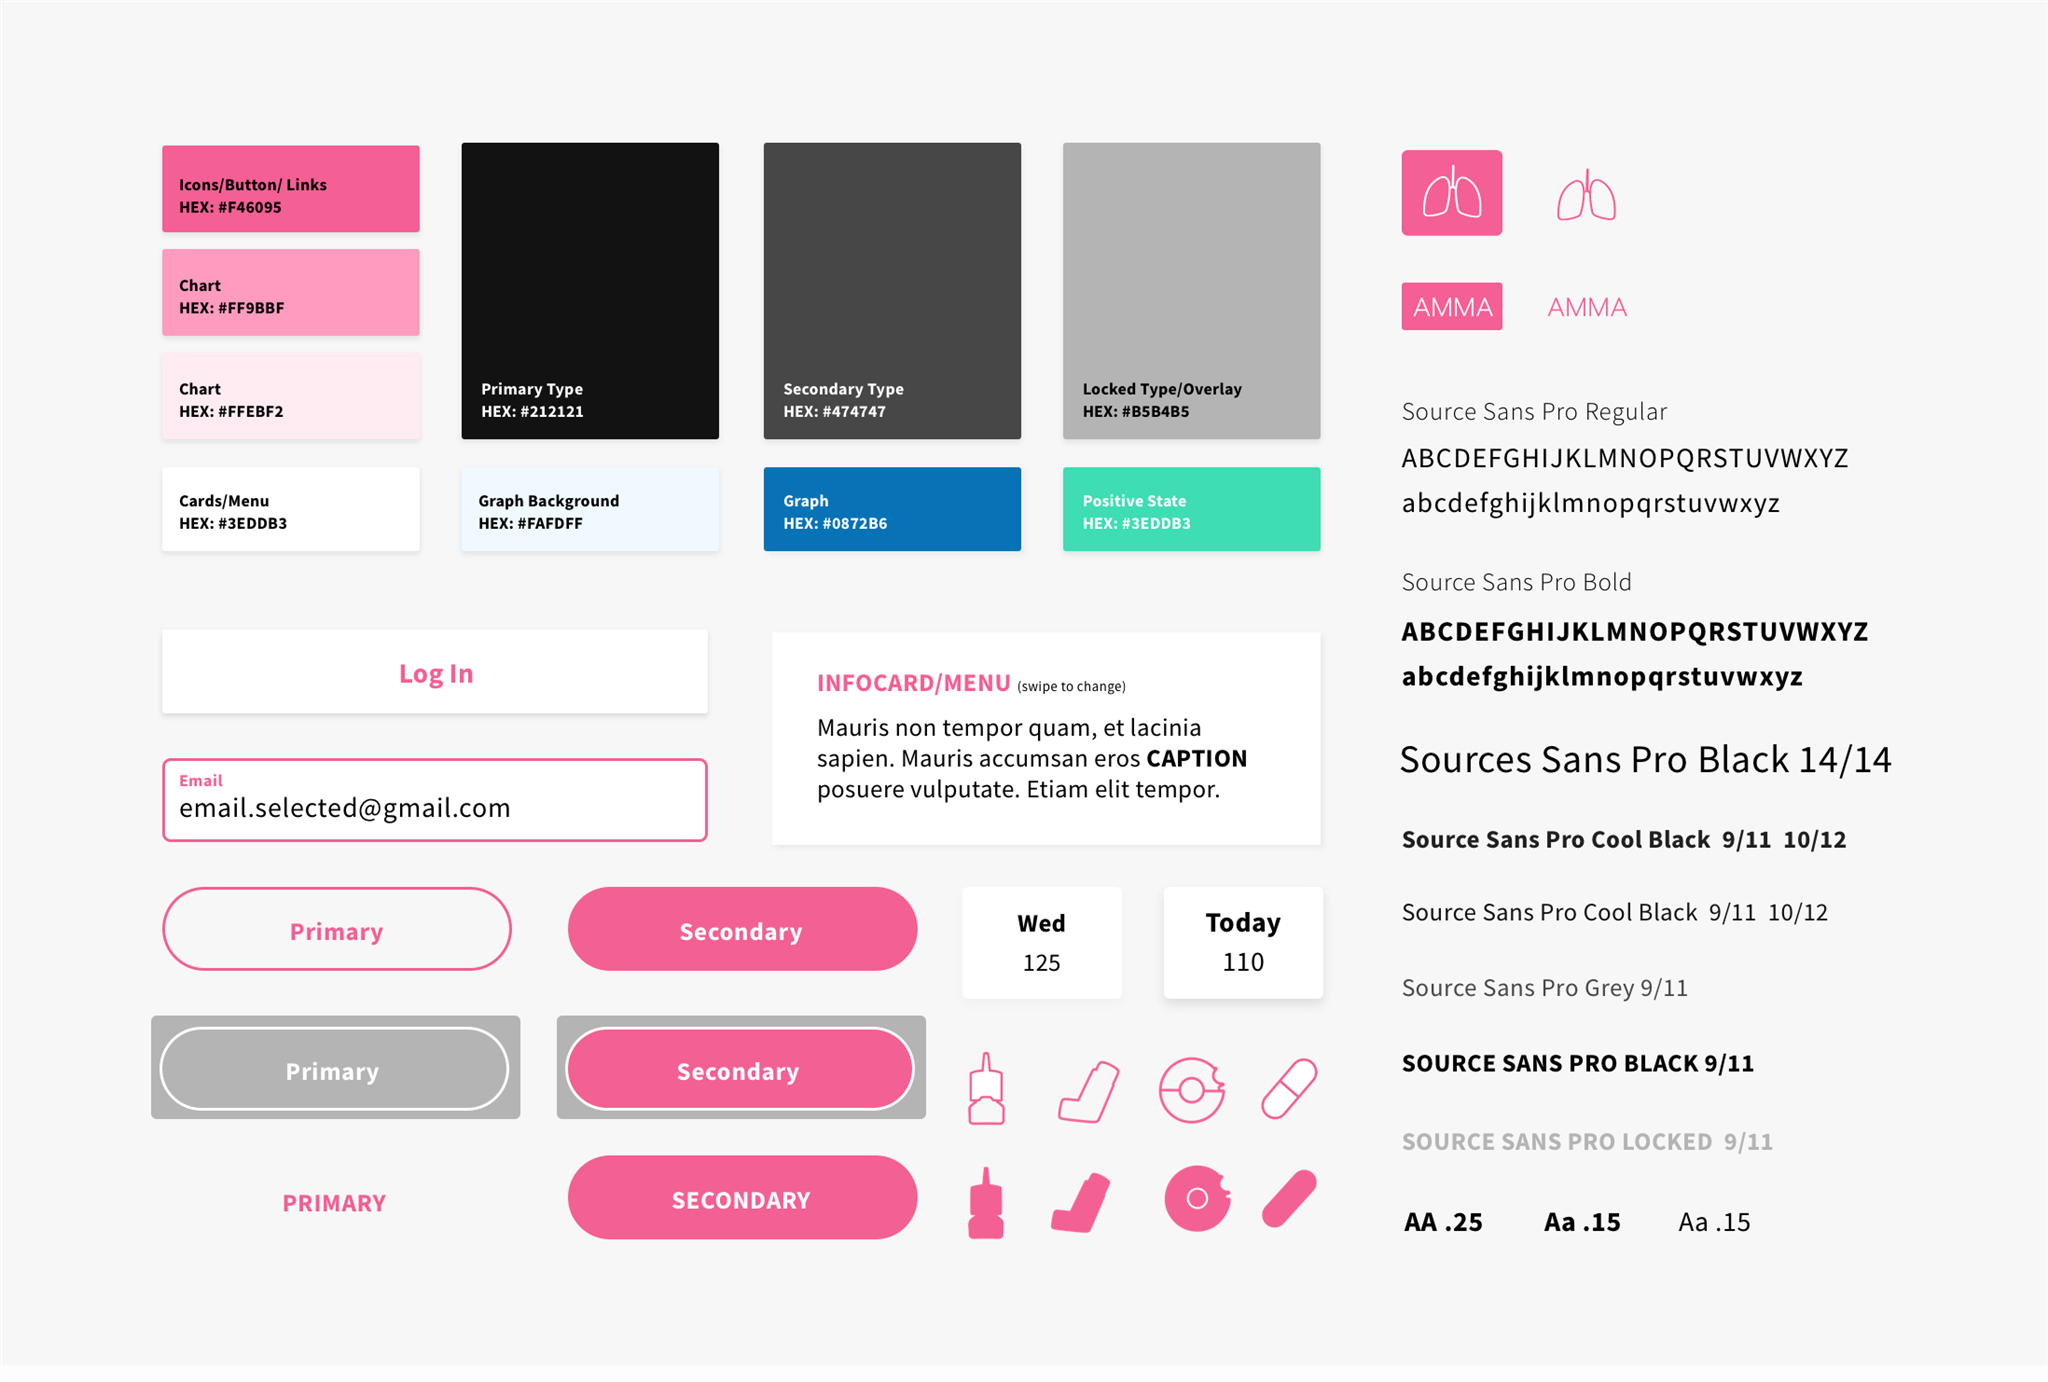 Icons/Button/ Links
HEX: #F46095
Chart
HEX: #FF9BBF
Chart
HEX: #FFEBF2
Primary Type
HEX: #212121
Secondary Type
HEX: #474747
Locked Type/Overlay
HEX: #B5B4B5
Cards/Menu
HEX: #3EDDB3
Graph Background
HEX: #FAFDFF
Graph
HEX: #0872B6
Positive State
HEX: #3EDDB3
Log In
Email
email.selected@gmail.com
INFOCARD/MENU (swipe to change)
Mauris non tempor quam, et lacinia
sapien. Mauris accumsan eros CAPTION
posuere vulputate. Etiam elit tempor.
Primary
Secondary
Wed
125
Today
110
Primary
Secondary
PRIMARY
SECONDARY
AMMA
AMMA
Source Sans Pro Regular
ABCDEFGHIJKLMNOPQRSTUVWXYZ
abcdefghijklmnopqrstuvwxyz
Source Sans Pro Bold
ABCDEFGHIJKLMNOPQRSTUVWXYZ
abcdefghijklmnopqrstuvwxyz
Sources Sans Pro Black 14/14
Source Sans Pro Cool Black 9/11 10/12
Source Sans Pro Cool Black 9/11 10/12
Source Sans Pro Grey 9/11
SOURCE SANS PRO BLACK 9/11
SOURCE SANS PRO LOCKED 9/11
AA .25
Aa .15
Aa .15